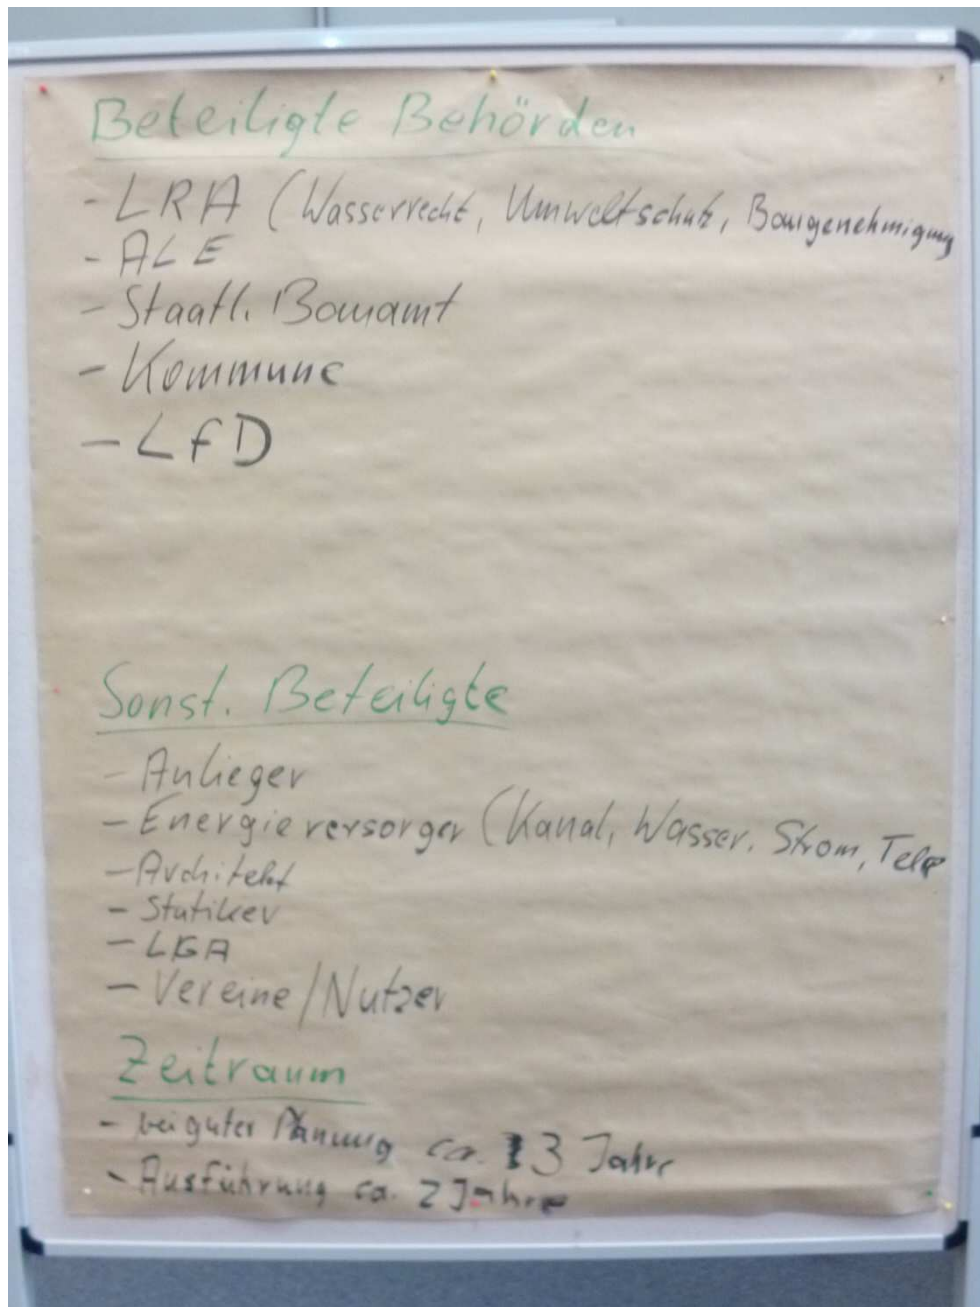 Beteiligte Behörden
- LRA (Wasserrecht, Umweltschutz, Baugenehmigung
- ALE
- Staatl. Bauamt
- Kommune
- LfD
Sonst. Beteiligte
- Anlieger
- Energieversorger (Kanal, Wasser, Strom, Tele
- Architekt
- Statiker
- LGA
- Vereine/Nutzer
Zeitraum
- bei guter Planung ca. 3 Jahre
- Ausführung ca. 2 Jahre